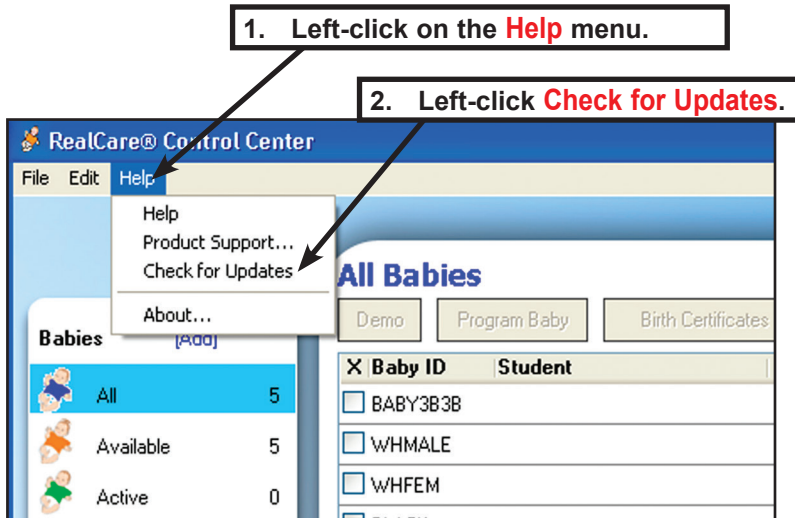 1. Left-click on the Help menu.
2. Left-click Check for Updates.
RealCare® Control Center
File Edit Help
Help
Product Support...
Check for Updates
About...
Babies [Add]
All 5
Available 5
Active 0
All Babies
Demo Program Baby Birth Certificates
X Baby ID Student
BABY3B3B
WHMALE
WHFEM